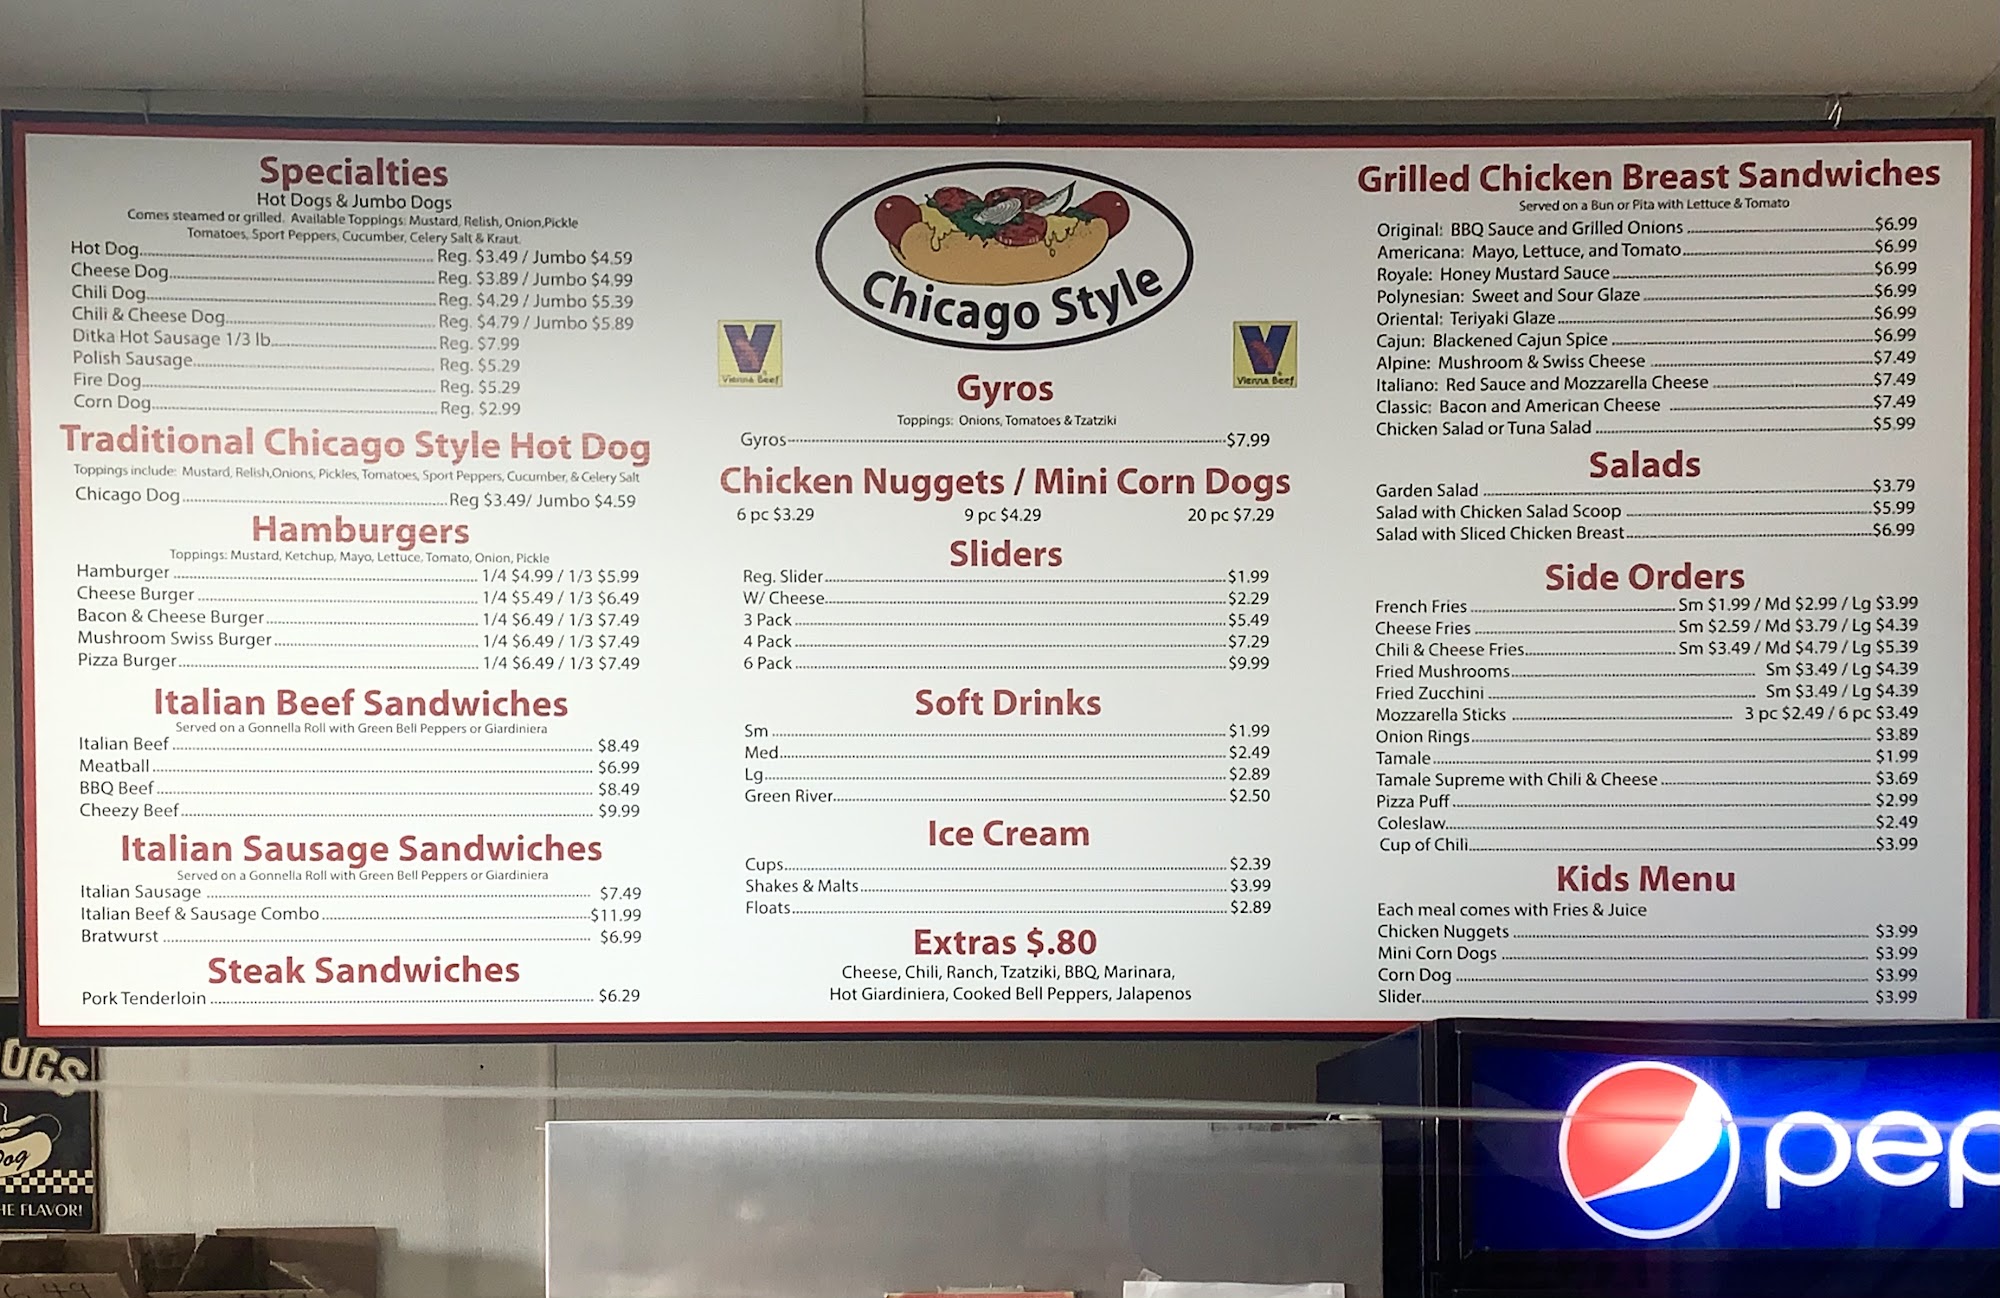 Specialties
Hot Dogs & Jumbo Dogs
Comes steamed or grilled. Available Toppings: Mustard, Relish, Onion,Pickle
Tomatoes, Sport Peppers, Cucumber, Celery Salt & Kraut
Hot Dog Reg. $3.49 / Jumbo $4.59
Cheese Dog Reg. $3.89 / Jumbo $4.99
Chili Dog Reg. $4.29 / Jumbo $5.39
Chili & Cheese Dog Reg. $4.79 / Jumbo $5.89
Ditka Hot Sausage 1/3 lb Reg. $7.99
Polish Sausage Reg. $5.29
Fire Dog Reg. $5.29
Corn Dog Reg. $2.99
Traditional Chicago Style Hot Dog
Toppings include: Mustard, Relish,Onions, Pickles, Tomatoes, Sport Peppers, Cucumber, & Celery Salt
Chicago Dog Reg $3.49/ Jumbo $4.59
Hamburgers
Toppings: Mustard, Ketchup, Mayo, Lettuce, Tomato, Onion, Pickle
Hamburger 1/4 $4.99 / 1/3 $5.99
Cheese Burger 1/4 $5.49 / 1/3 $6.49
Bacon & Cheese Burger 1/4 $6.49 / 1/3 $7.49
Mushroom Swiss Burger 1/4 $6.49 / 1/3 $7.49
Pizza Burger 1/4 $6.49 / 1/3 $7.49
Italian Beef Sandwiches
Served on a Gonnella Roll with Green Bell Peppers or Giardiniera
Italian Beef $8.49
Meatball $6.99
BBQ Beef $8.49
Cheezy Beef $9.99
Italian Sausage Sandwiches
Served on a Gonnella Roll with Green Bell Peppers or Giardiniera
Italian Sausage $7.49
Italian Beef & Sausage Combo $11.99
Bratwurst $6.99
Steak Sandwiches
Pork Tenderloin $6.29
Chicago Style
Vienna Beef
Vienna Beef
Gyros
Toppings: Onions, Tomatoes & Tzatziki
Gyros $7.99
Chicken Nuggets / Mini Corn Dogs
6 pc $3.29 9 pc $4.29 20 pc $7.29
Sliders
Reg. Slider $1.99
W/ Cheese $2.29
3 Pack $5.49
4 Pack $7.29
6 Pack $9.99
Soft Drinks
Sm $1.99
Med $2.49
Lg $2.89
Green River $2.50
Ice Cream
Cups $2.39
Shakes & Malts $3.99
Floats $2.89
Extras $.80
Cheese, Chili, Ranch, Tzatziki, BBQ, Marinara,
Hot Giardiniera, Cooked Bell Peppers, Jalapenos
Grilled Chicken Breast Sandwiches
Served on a Bun or Pita with Lettuce & Tomato
Original: BBQ Sauce and Grilled Onions $6.99
Americana: Mayo, Lettuce, and Tomato $6.99
Royale: Honey Mustard Sauce $6.99
Polynesian: Sweet and Sour Glaze $6.99
Oriental: Teriyaki Glaze $6.99
Cajun: Blackened Cajun Spice $6.99
Alpine: Mushroom & Swiss Cheese $7.49
Italiano: Red Sauce and Mozzarella Cheese $7.49
Classic: Bacon and American Cheese $7.49
Chicken Salad or Tuna Salad $5.99
Salads
Garden Salad $3.79
Salad with Chicken Salad Scoop $5.99
Salad with Sliced Chicken Breast $6.99
Side Orders
French Fries Sm $1.99 / Md $2.99 / Lg $3.99
Cheese Fries Sm $2.59 / Md $3.79 / Lg $4.39
Chili & Cheese Fries Sm $3.49 / Md $4.79 / Lg $5.39
Fried Mushrooms Sm $3.49 / Lg $4.39
Fried Zucchini Sm $3.49 / Lg $4.39
Mozzarella Sticks 3 pc $2.49 / 6 pc $3.49
Onion Rings $3.89
Tamale $1.99
Tamale Supreme with Chili & Cheese $3.69
Pizza Puff $2.99
Coleslaw $2.49
Cup of Chili $3.99
Kids Menu
Each meal comes with Fries & Juice
Chicken Nuggets $3.99
Mini Corn Dogs $3.99
Corn Dog $3.99
Slider $3.99
OGS
Dog
HE FLAVOR!
pep